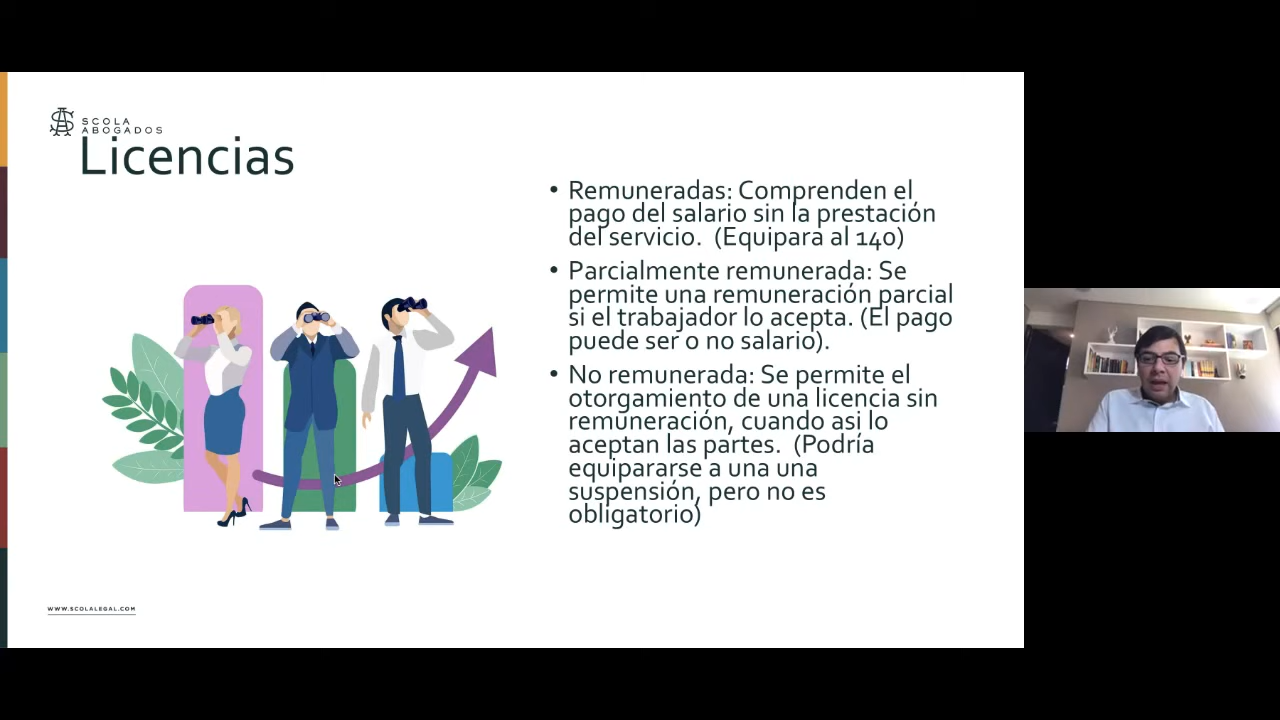 SCOLA
ABOGADOS
Licencias
• Remuneradas: Comprenden el
pago del salario sin la prestación
del servicio. (Equipara al 140)
• Parcialmente remunerada: Se
permite una remuneración parcial
si el trabajador lo acepta. (El pago
puede ser o no salario).
• No remunerada: Se permite el
otorgamiento de una licencia sin
remuneración, cuando asi lo
aceptan las partes. (Podría
equipararse a una una
suspensión, pero no es
obligatorio)
WWW.SCOLALEGAL.COM